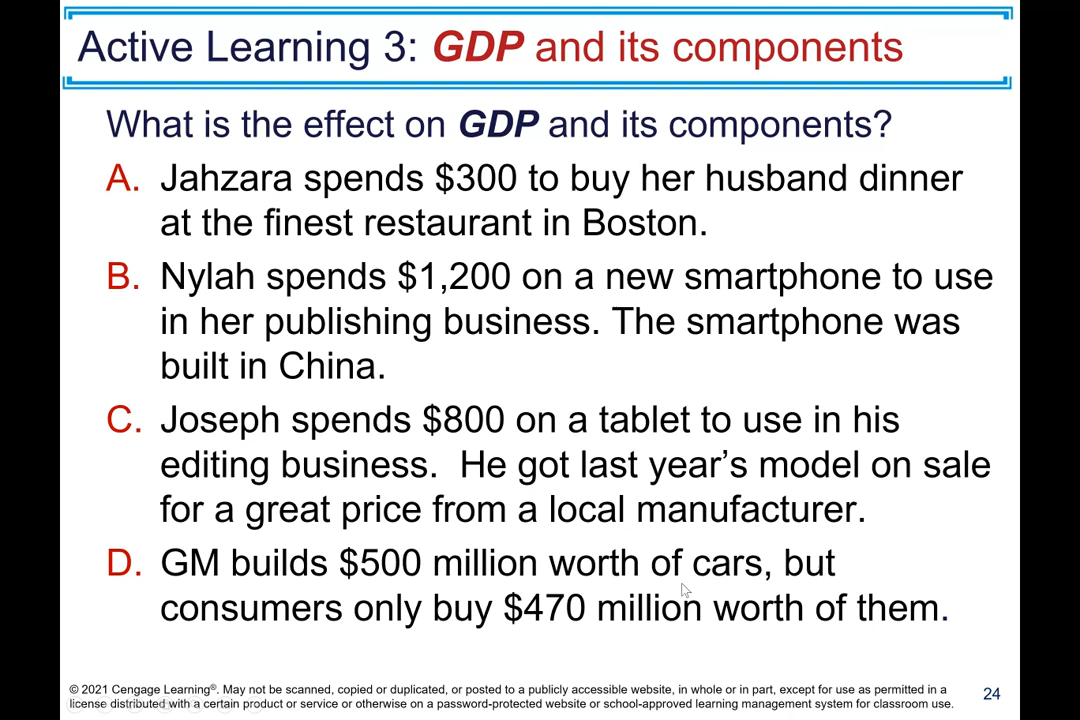 Active Learning 3: GDP and its components
What is the effect on GDP and its components?
A. Jahzara spends $300 to buy her husband dinner
at the finest restaurant in Boston.
B. Nylah spends $1,200 on a new smartphone to use
in her publishing business. The smartphone was
built in China.
C. Joseph spends $800 on a tablet to use in his
editing business.  He got last year’s model on sale
for a great price from a local manufacturer.
D. GM builds $500 million worth of cars, but
consumers only buy $470 million worth of them.
© 2021 Cengage Learning®. May not be scanned, copied or duplicated, or posted to a publicly accessible website, in whole or in part, except for use as permitted in a
license distributed with a certain product or service or otherwise on a password-protected website or school-approved learning management system for classroom use.
24